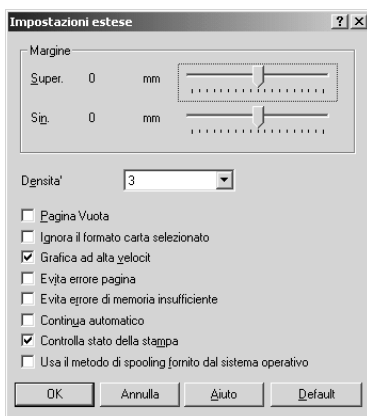 Impostazioni estese
Margine
Super. 0 mm
Sin. 0 mm
Densita' 3
Pagina Vuota
Ignora il formato carta selezionato
Grafica ad alta velocit
Evita errore pagina
Evita errore di memoria insufficiente
Continua automatico
Controlla stato della stampa
Usa il metodo di spooling fornito dal sistema operativo
OK Annulla Aiuto Default